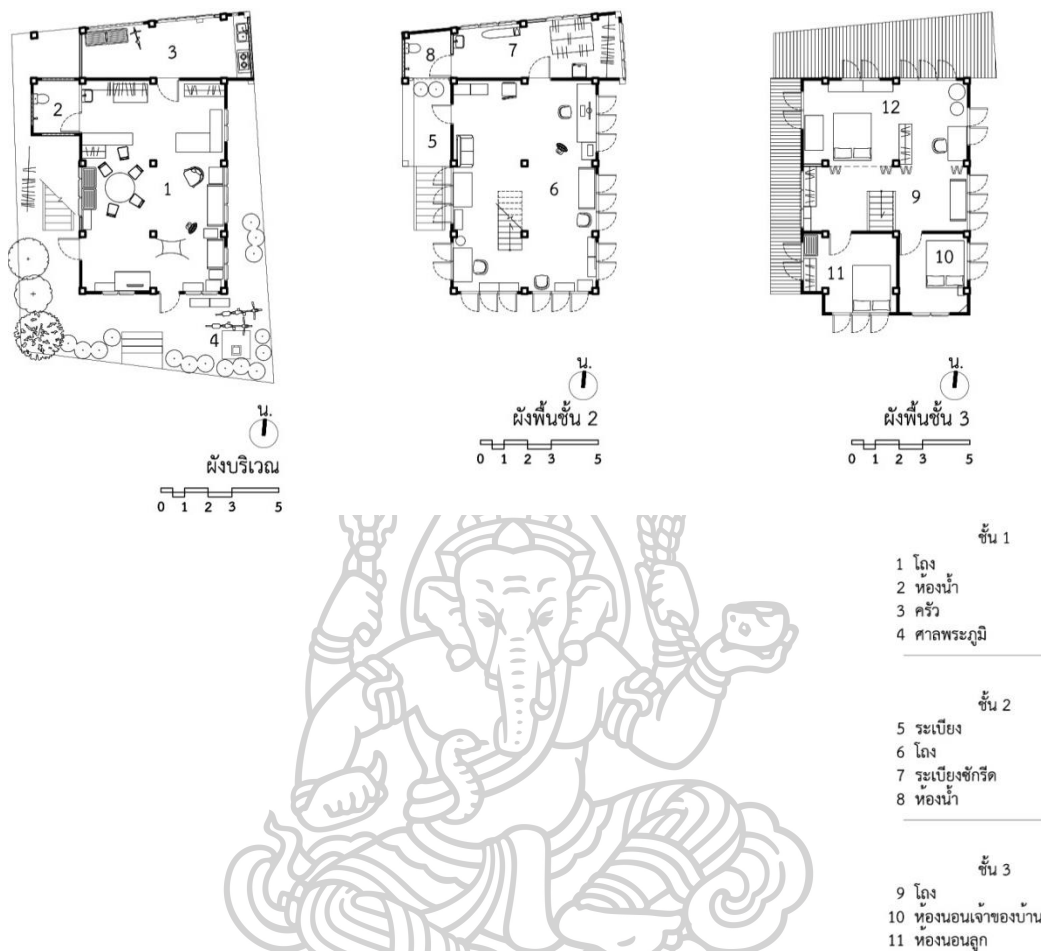 3
2
1
4
น.
ผังบริเวณ
0 1 2 3 5
8
7
5
6
น.
ผังพื้นชั้น 2
0 1 2 3 5
12
9
11
10
น.
ผังพื้นชั้น 3
0 1 2 3 5
ชั้น 1
1 โถง
2 ห้องน้ำ
3 ครัว
4 ศาลพระภูมิ
ชั้น 2
5 ระเบียง
6 โถง
7 ระเบียงซักรีด
8 ห้องน้ำ
ชั้น 3
9 โถง
10 ห้องนอนเจ้าของบ้าน
11 ห้องนอนลูก